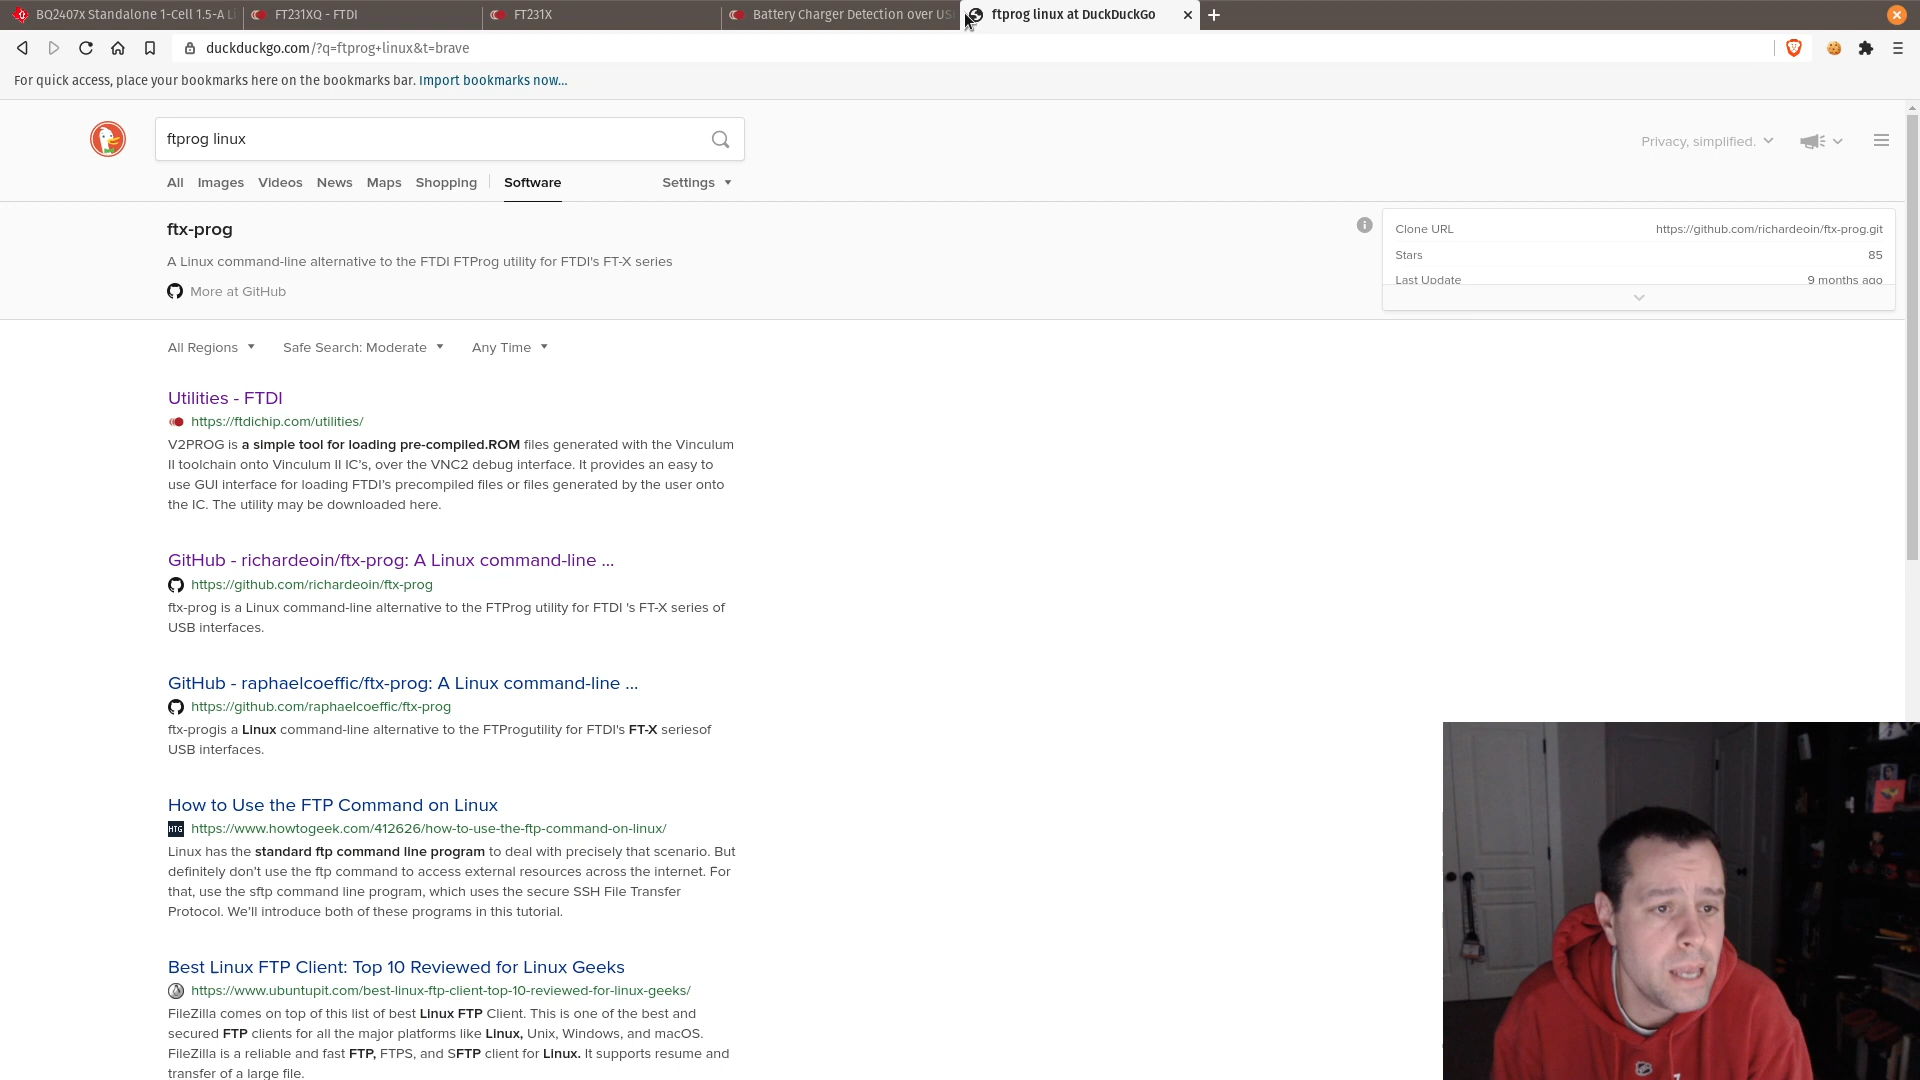 BQ2407x Standalone 1-Cell 1.5-A Li
FT231XQ - FTDI
FT231X
Battery Charger Detection over US
ftprog linux at DuckDuckGo
duckduckgo.com/?q=ftprog+linux&t=brave
For quick access, place your bookmarks here on the bookmarks bar. Import bookmarks now...
ftprog linux
Privacy, simplified.
All Images Videos News Maps Shopping Software Settings
ftx-prog
A Linux command-line alternative to the FTDI FTProg utility for FTDI's FT-X series
More at GitHub
Clone URL https://github.com/richardeoin/ftx-prog.git
Stars 85
Last Update 9 months ago
All Regions Safe Search: Moderate Any Time
Utilities - FTDI
https://ftdichip.com/utilities/
V2PROG is a simple tool for loading pre-compiled.ROM files generated with the Vinculum
II toolchain onto Vinculum II IC's, over the VNC2 debug interface. It provides an easy to
use GUI interface for loading FTDI's precompiled files or files generated by the user onto
the IC. The utility may be downloaded here.
GitHub - richardeoin/ftx-prog: A Linux command-line ...
https://github.com/richardeoin/ftx-prog
ftx-prog is a Linux command-line alternative to the FTProg utility for FTDI 's FT-X series of
USB interfaces.
GitHub - raphaelcoeffic/ftx-prog: A Linux command-line ...
https://github.com/raphaelcoeffic/ftx-prog
ftx-progis a Linux command-line alternative to the FTProgutility for FTDI's FT-X seriesof
USB interfaces.
How to Use the FTP Command on Linux
HTG https://www.howtogeek.com/412626/how-to-use-the-ftp-command-on-linux/
Linux has the standard ftp command line program to deal with precisely that scenario. But
definitely don't use the ftp command to access external resources across the internet. For
that, use the sftp command line program, which uses the secure SSH File Transfer
Protocol. We'll introduce both of these programs in this tutorial.
Best Linux FTP Client: Top 10 Reviewed for Linux Geeks
https://www.ubuntupit.com/best-linux-ftp-client-top-10-reviewed-for-linux-geeks/
FileZilla comes on top of this list of best Linux FTP Client. This is one of the best and
secured FTP clients for all the major platforms like Linux, Unix, Windows, and macOS.
FileZilla is a reliable and fast FTP, FTPS, and SFTP client for Linux. It supports resume and
transfer of a large file.